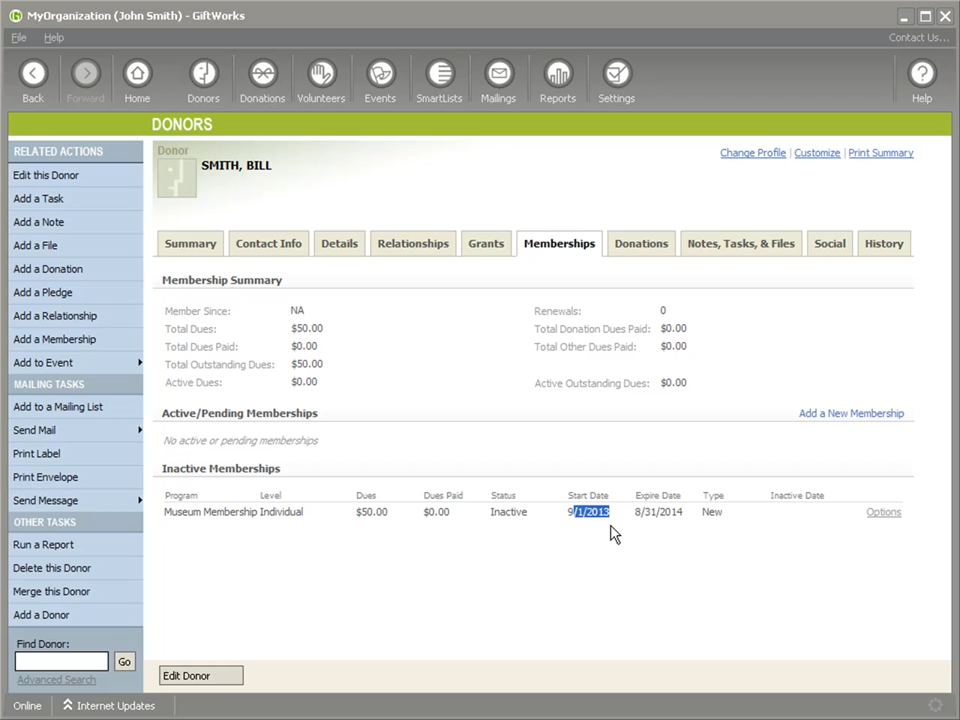 MyOrganization (John Smith) - GiftWorks
File Help Contact Us...
Back Forward Home Donors Donations Volunteers Events SmartLists Mailings Reports Settings Help
DONORS
RELATED ACTIONS
Edit this Donor
Add a Task
Add a Note
Add a File
Add a Donation
Add a Pledge
Add a Relationship
Add a Membership
Add to Event
MAILING TASKS
Add to a Mailing List
Send Mail
Print Label
Print Envelope
Send Message
OTHER TASKS
Run a Report
Delete this Donor
Merge this Donor
Add a Donor
Find Donor:
Go
Advanced Search
Donor
SMITH, BILL
Change Profile | Customize | Print Summary
Summary Contact Info Details Relationships Grants Memberships Donations Notes, Tasks, & Files Social History
Membership Summary
Member Since: NA Renewals: 0
Total Dues: $50.00 Total Donation Dues Paid: $0.00
Total Dues Paid: $0.00 Total Other Dues Paid: $0.00
Total Outstanding Dues: $50.00
Active Dues: $0.00 Active Outstanding Dues: $0.00
Active/Pending Memberships Add a New Membership
No active or pending memberships
Inactive Memberships
Program Level Dues Dues Paid Status Start Date Expire Date Type Inactive Date
Museum Membership Individual $50.00 $0.00 Inactive 9/1/2013 8/31/2014 New Options
Edit Donor
Online Internet Updates